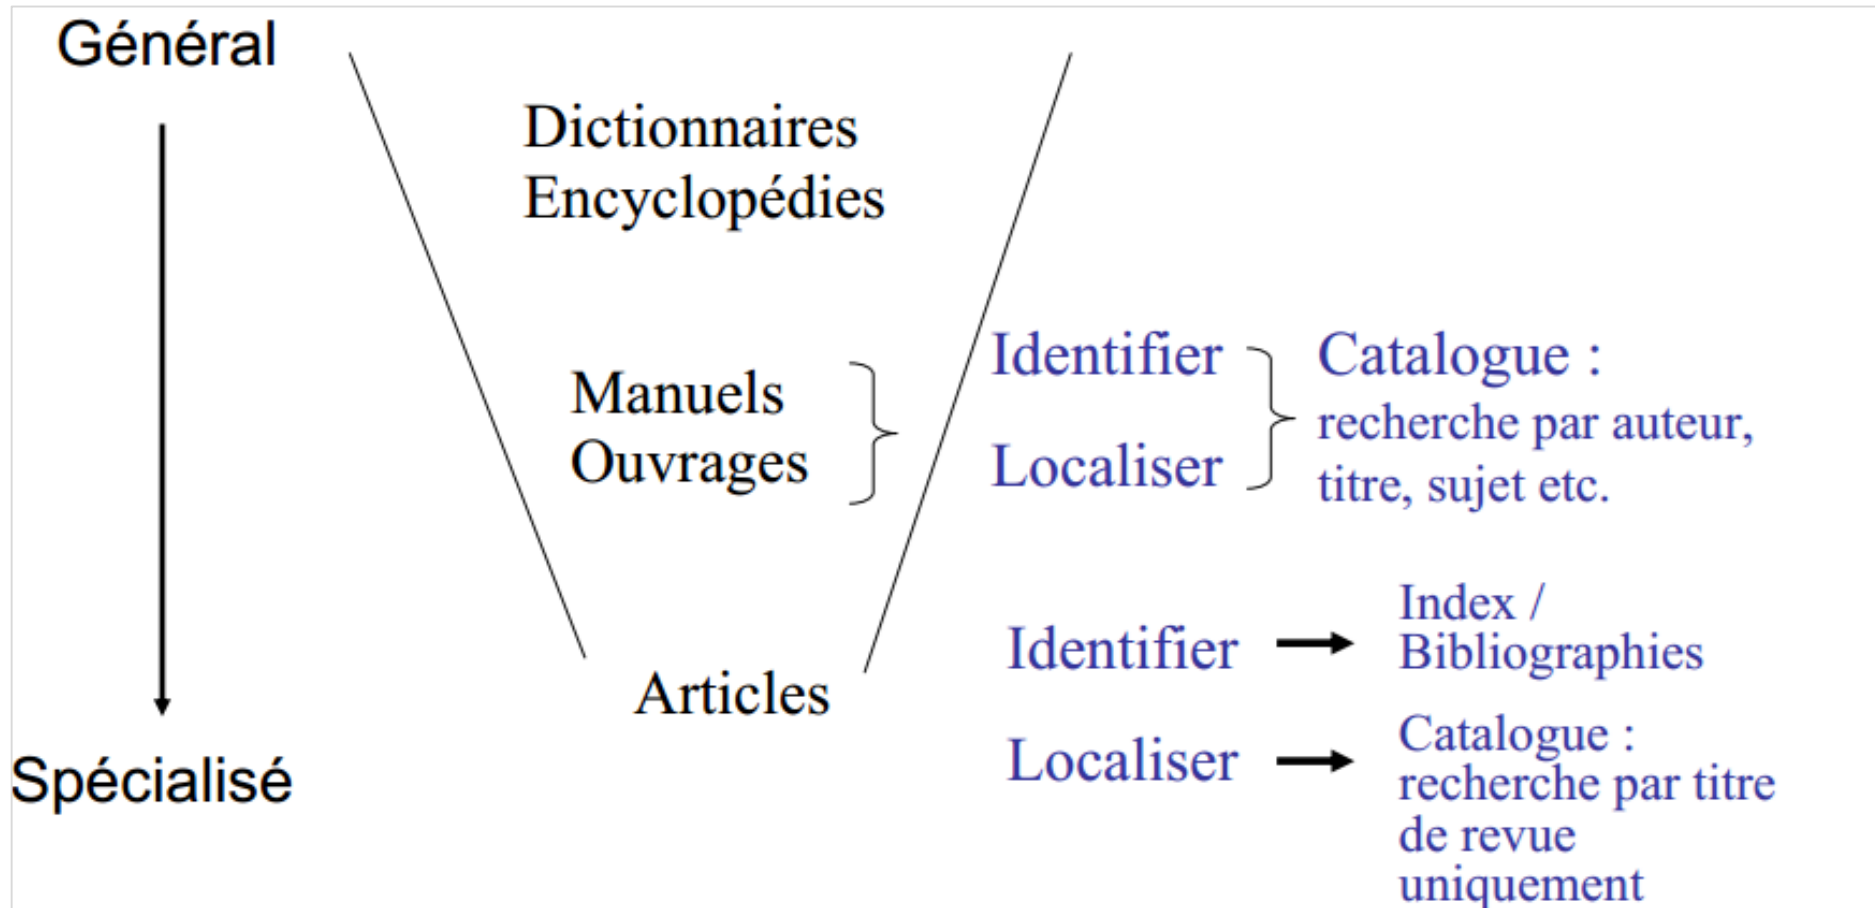 Général
Dictionnaires
Encyclopédies
Manuels
Ouvrages
Identifier
Localiser
Catalogue :
recherche par auteur,
titre, sujet etc.
Articles
Identifier
Index /
Bibliographies
Localiser
Catalogue :
recherche par titre
de revue
uniquement
Spécialisé